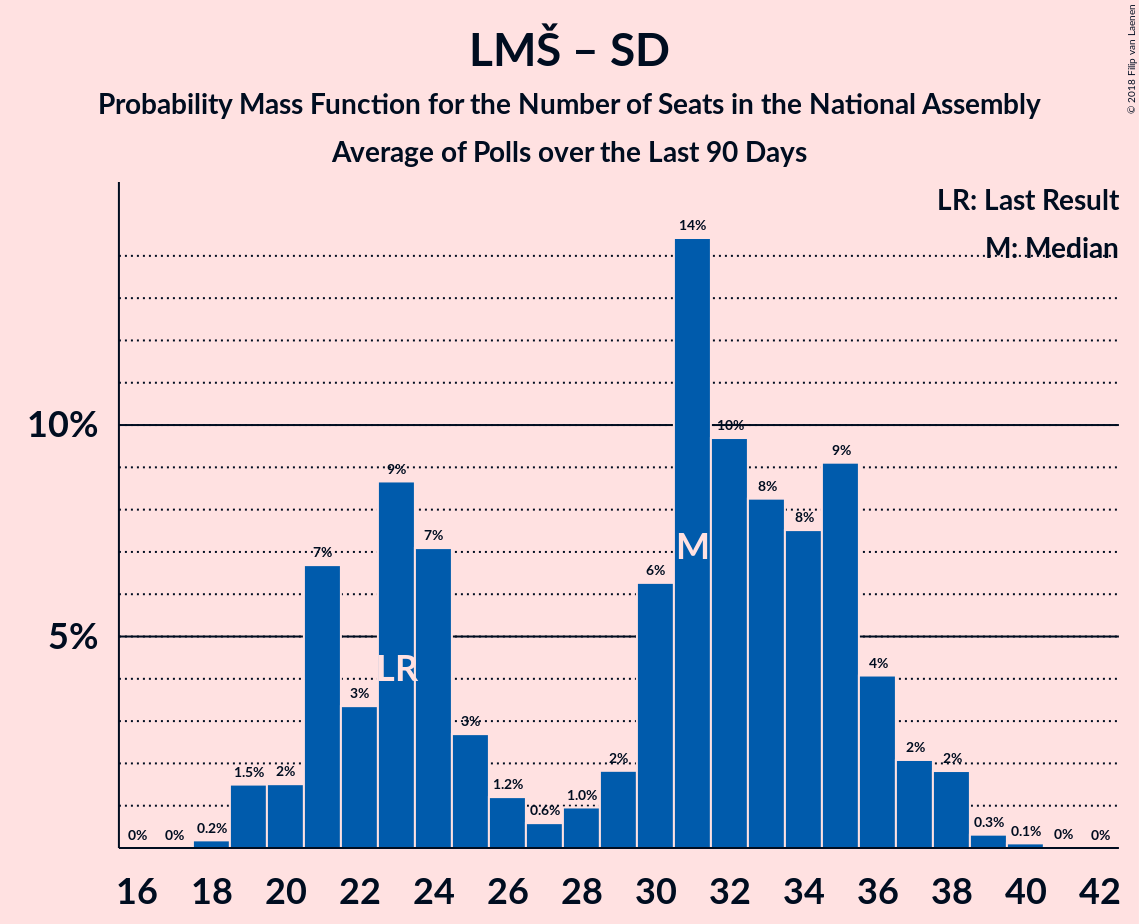 LMŠ – SD
Probability Mass Function for the Number of Seats in the National Assembly
Average of Polls over the Last 90 Days
© 2018 Filip van Laenen
LR: Last Result
M: Median
10%
5%
0% 0% 0.2% 1.5% 2% 7% 3% 9% 7% 3% 1.2% 0.6% 1.0% 2% 6% 14% 10% 8% 8% 9% 4% 2% 2% 0.3% 0.1% 0% 0%
LR
M
16 18 20 22 24 26 28 30 32 34 36 38 40 42